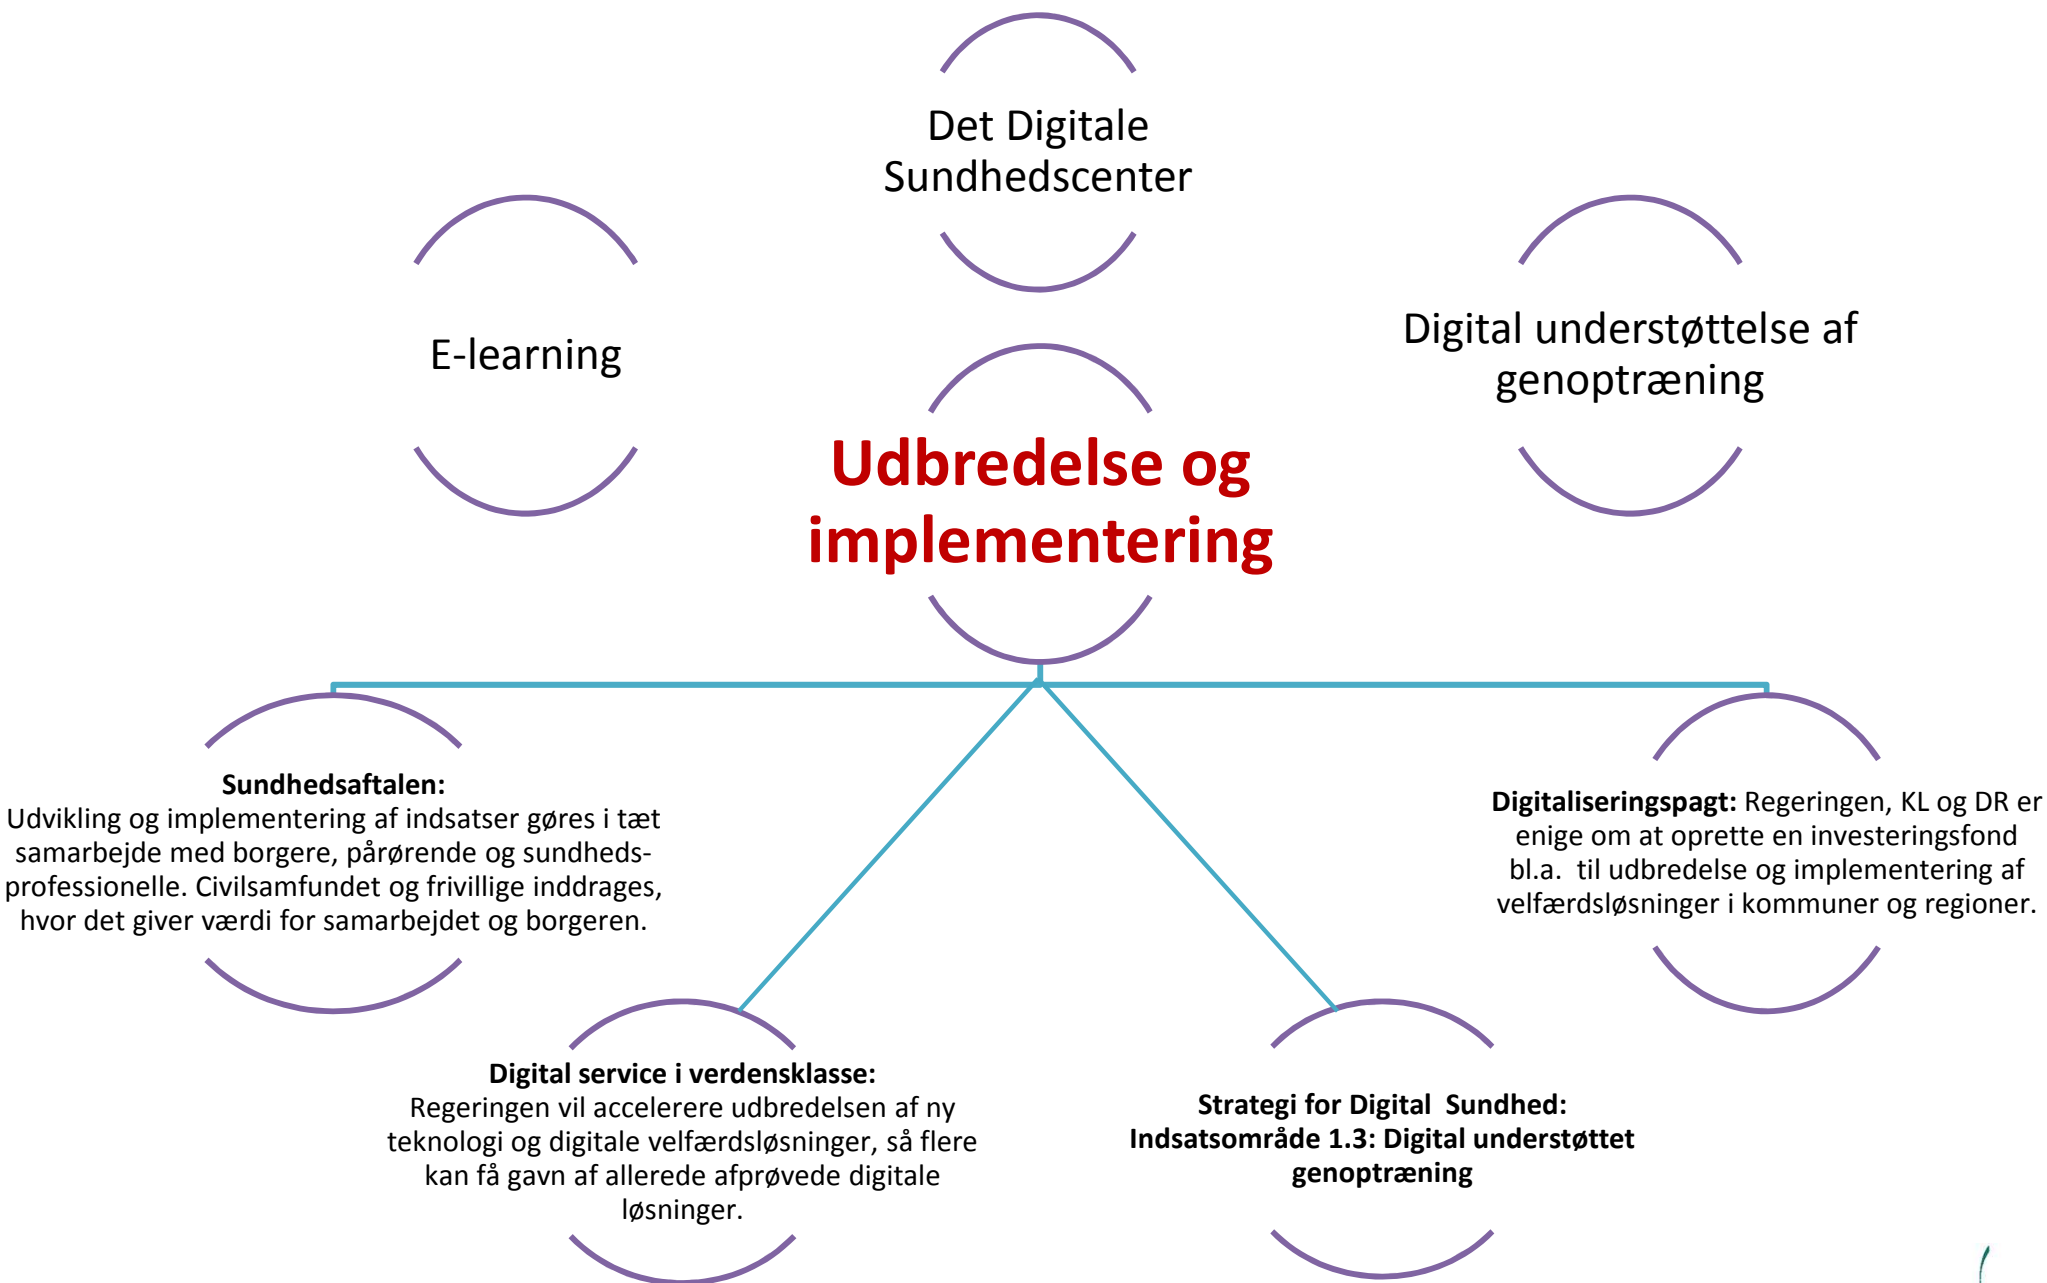 Det Digitale
Sundhedscenter
E-learning
Digital understøttelse af
genoptræning
Udbredelse og
implementering
Sundhedsaftalen:
Udvikling og implementering af indsatser gøres i tæt
samarbejde med borgere, pårørende og sundheds-
professionelle. Civilsamfundet og frivillige inddrages,
hvor det giver værdi for samarbejdet og borgeren.
Digitaliseringspagt: Regeringen, KL og DR er
enige om at oprette en investeringsfond
bl.a.  til udbredelse og implementering af
velfærdsløsninger i kommuner og regioner.
Digital service i verdensklasse:
Regeringen vil accelerere udbredelsen af ny
teknologi og digitale velfærdsløsninger, så flere
kan få gavn af allerede afprøvede digitale
løsninger.
Strategi for Digital  Sundhed:
Indsatsområde 1.3: Digital understøttet
genoptræning